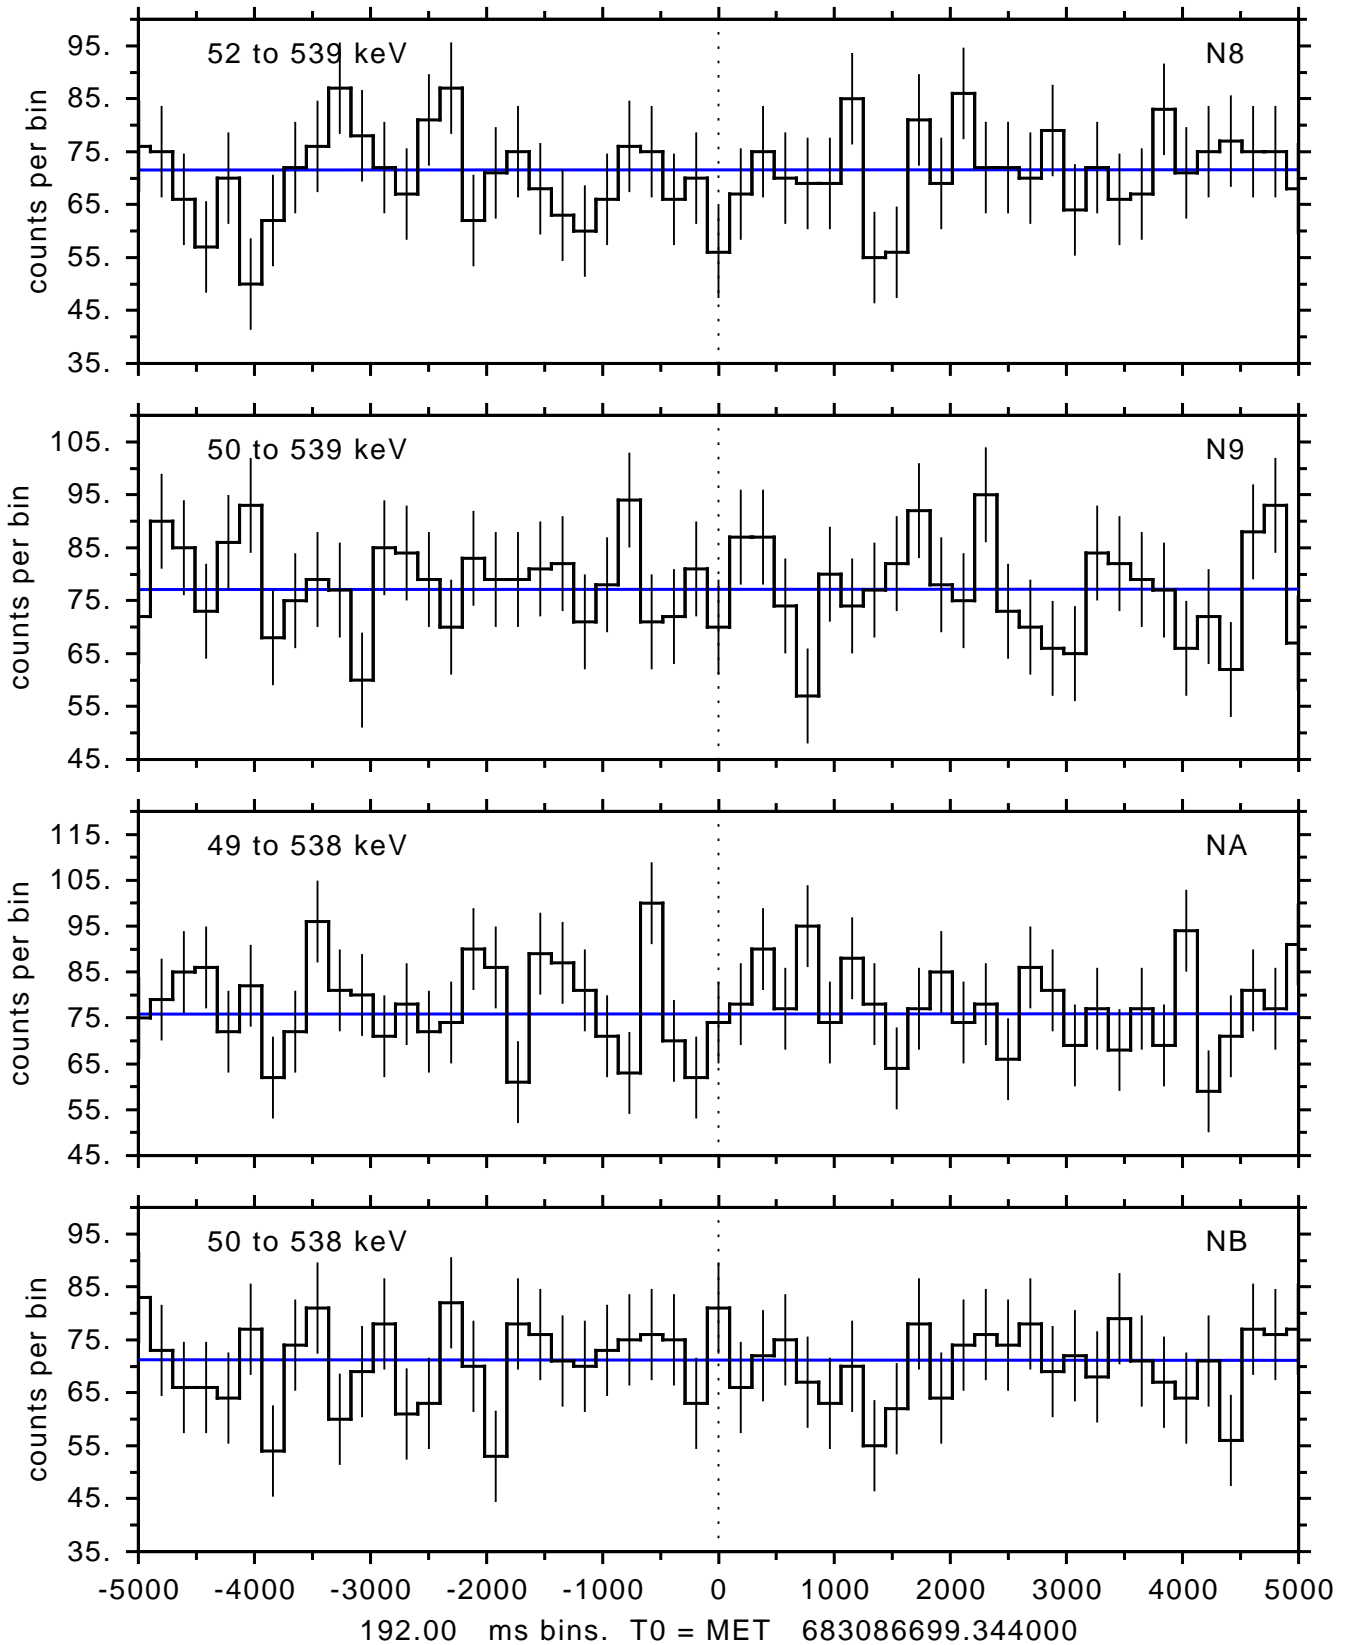 52 to 539 keV N8
95.
85.
75.
65.
55.
45.
35.
counts per bin
50 to 539 keV N9
105.
95.
85.
75.
65.
55.
45.
counts per bin
49 to 538 keV NA
115.
105.
95.
85.
75.
65.
55.
45.
counts per bin
50 to 538 keV NB
95.
85.
75.
65.
55.
45.
35.
counts per bin
-5000 -4000 -3000 -2000 -1000 0 1000 2000 3000 4000 5000
192.00 ms bins. T0 = MET 683086699.344000